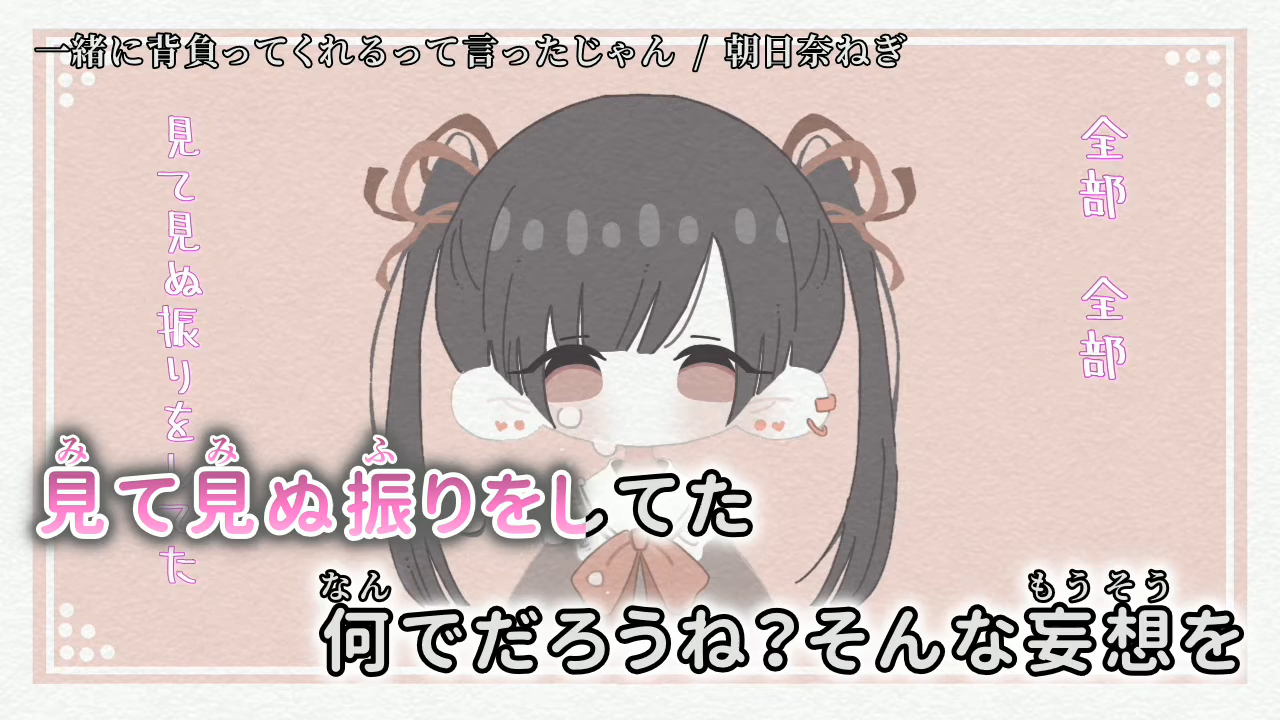 一緒に背負ってくれるって言ったじゃん / 朝日奈ねぎ
全部 全部
見て見ぬ振りをしてた
み み ふ
見て見ぬ振りをしてた
なん もうそう
何でだろうね?そんな妄想を